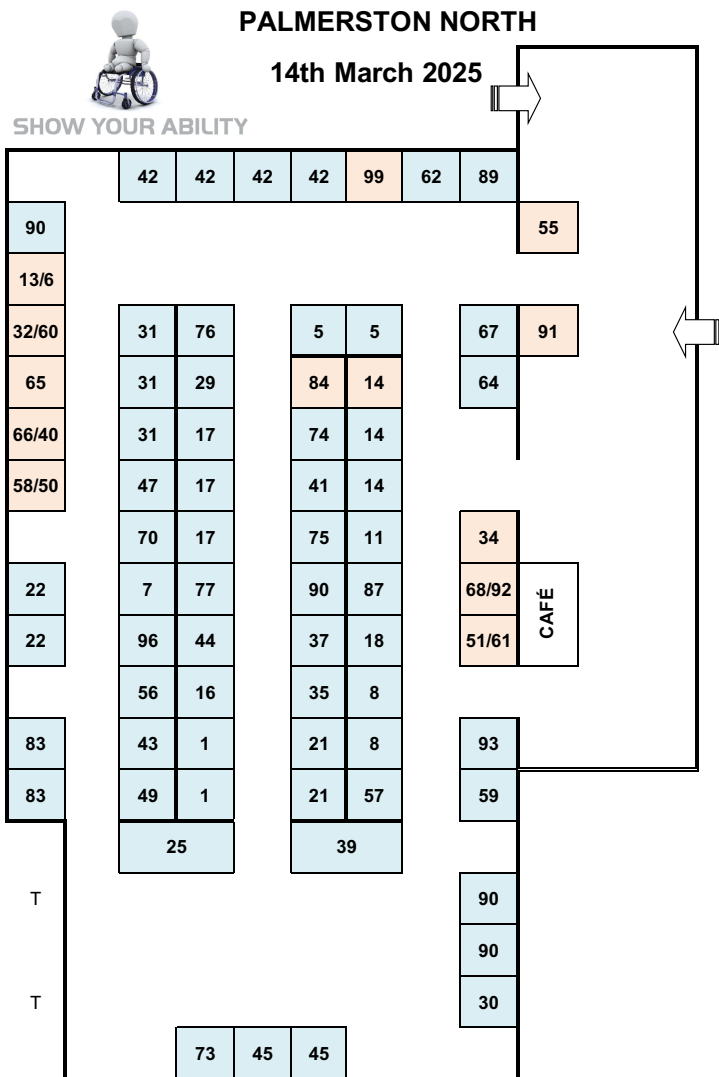 PALMERSTON NORTH
14th March 2025
SHOW YOUR ABILITY
42 42 42 42 99 62 89
90 55
13/6
32/60 31 76 5 5 67 91
65 31 29 84 14 64
66/40 31 17 74 14
58/50 47 17 41 14
70 17 75 11 34
22 7 77 90 87 68/92 CAFÉ
22 96 44 37 18 51/61
56 16 35 8
83 43 1 21 8 93
83 49 1 21 57 59
25 39
T 90
90
T 30
73 45 45